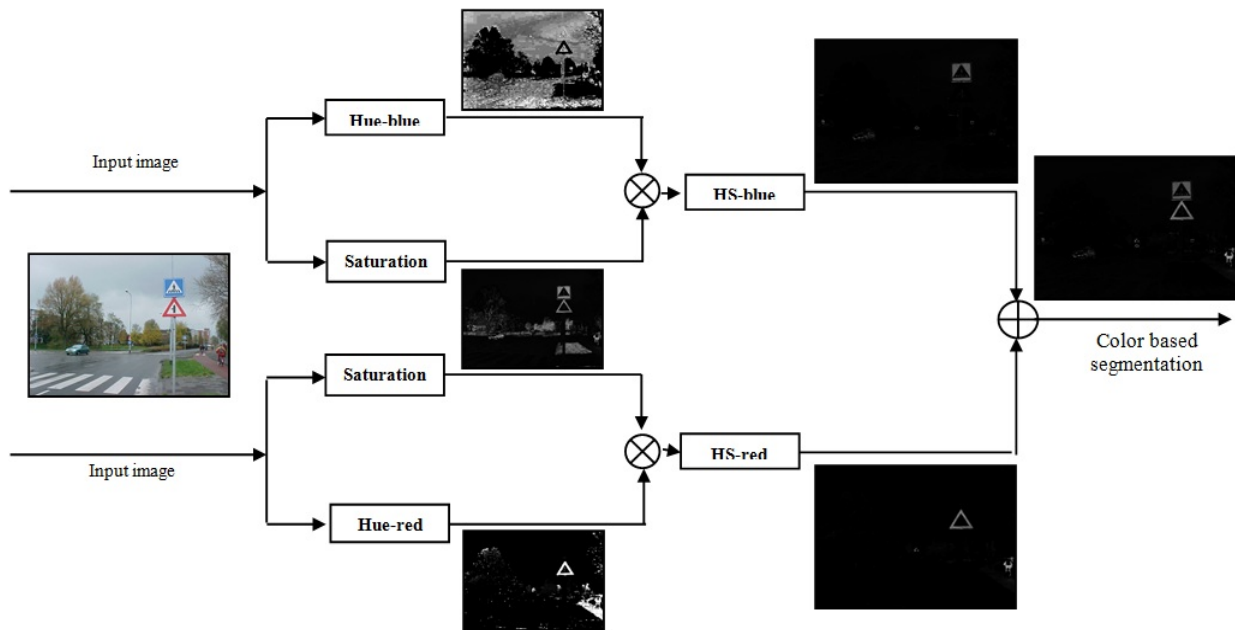 Hue-blue
Input image
HS-blue
Saturation
Color based
segmentation
Saturation
HS-red
Input image
Hue-red